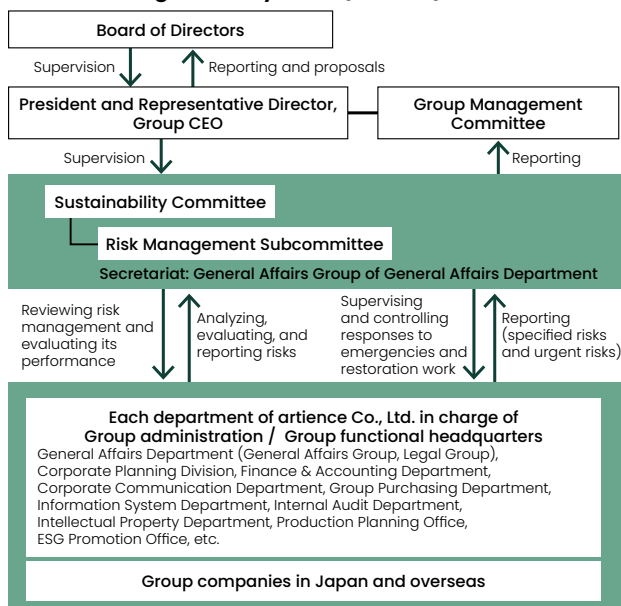 Board of Directors
Supervision
Reporting and proposals
President and Representative Director,
Group CEO
Group Management
Committee
Supervision
Reporting
Sustainability Committee
Risk Management Subcommittee
Secretariat: General Affairs Group of General Affairs Department
Reviewing risk
management and
evaluating its
performance
Analyzing,
evaluating, and
reporting risks
Supervising
and controlling
responses to
emergencies and
restoration work
Reporting
(specified risks
and urgent risks)
Each department of artience Co., Ltd. in charge of
Group administration / Group functional headquarters
General Affairs Department (General Affairs Group, Legal Group),
Corporate Planning Division, Finance & Accounting Department,
Corporate Communication Department, Group Purchasing Department,
Information System Department, Internal Audit Department,
Intellectual Property Department, Production Planning Office,
ESG Promotion Office, etc.
Group companies in Japan and overseas